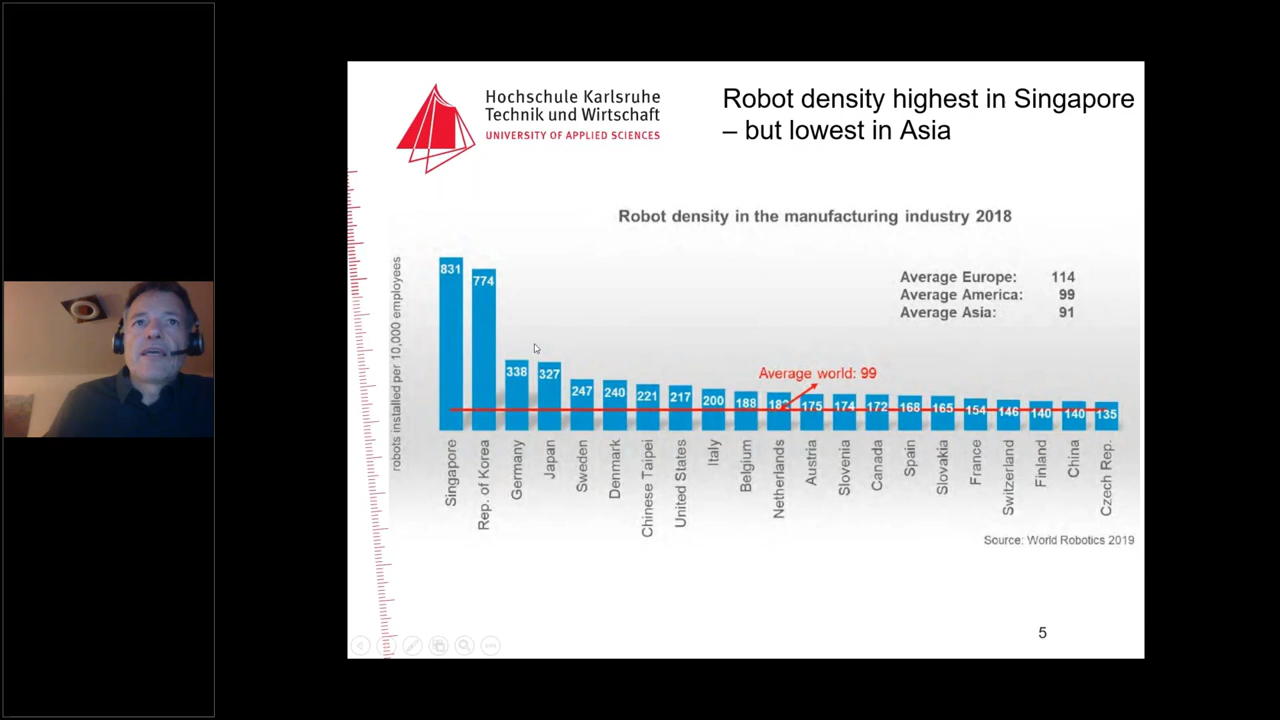 Hochschule Karlsruhe
Technik und Wirtschaft
UNIVERSITY OF APPLIED SCIENCES
Robot density highest in Singapore
– but lowest in Asia
Robot density in the manufacturing industry 2018
robots installed per 10,000 employees
Average Europe: 114
Average America: 99
Average Asia: 91
Average world: 99
831
774
338
327
247
240
221
217
200
188
175
174
172
168
165
154
146
140
140
135
Singapore
Rep. of Korea
Germany
Japan
Sweden
Denmark
Chinese Taipei
United States
Italy
Belgium
Netherlands
Austria
Slovenia
Canada
Spain
Slovakia
France
Switzerland
Finland
China
Czech Rep.
Source: World Robotics 2019
5